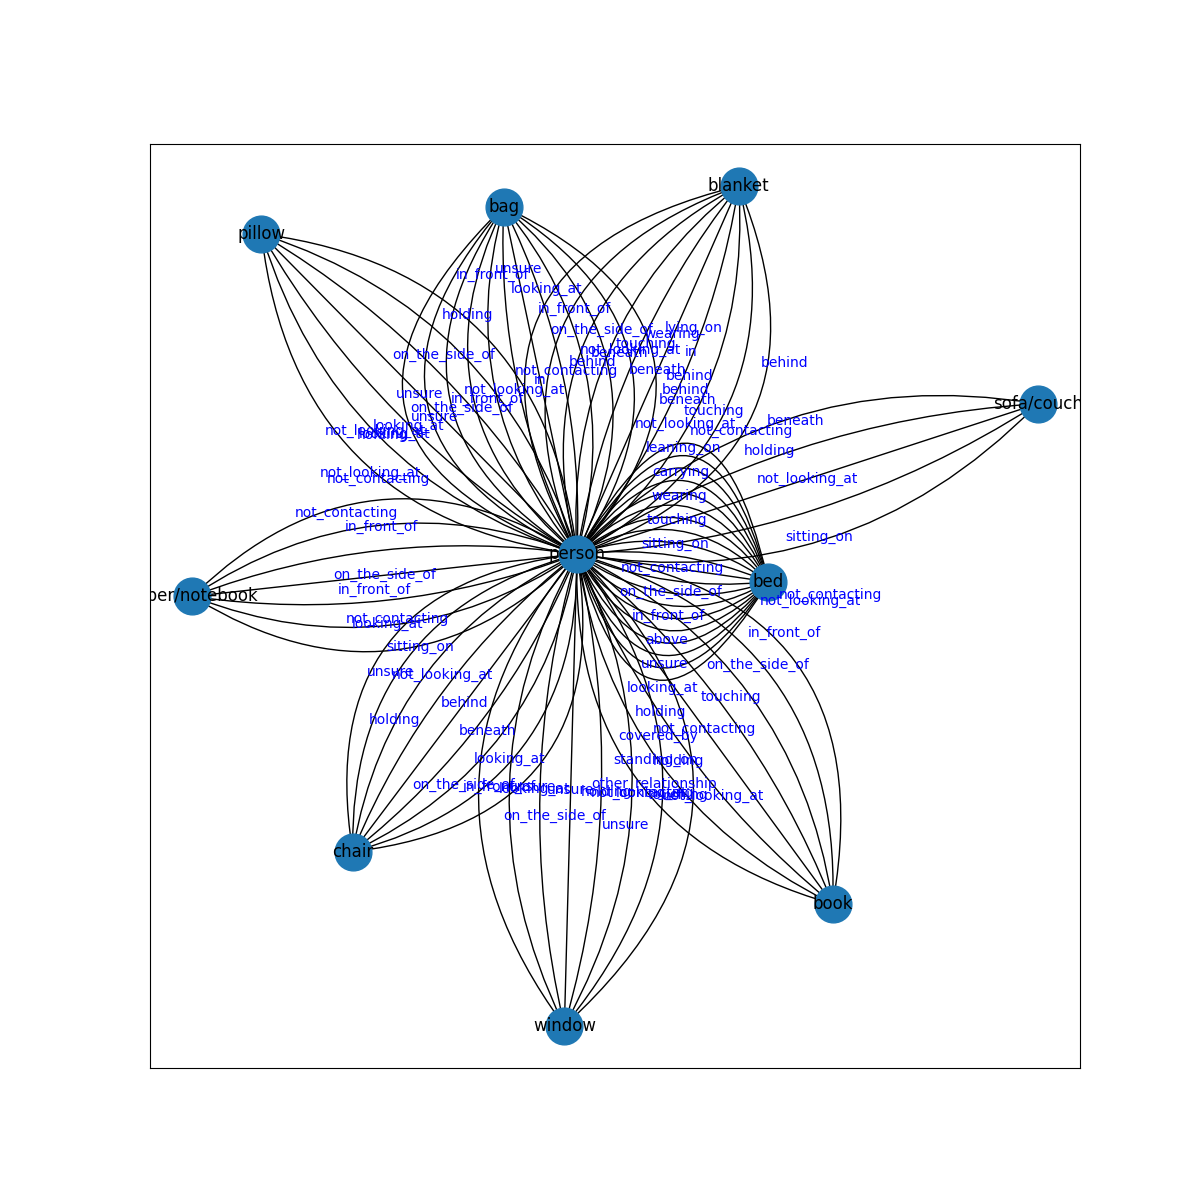 blanket
bag
pillow
unsure
in_front_of
looking_at
in_front_of
holding
lying_on
on_the_side_of
wearing
touching
not_looking_at
in
beneath
on_the_side_of
behind
behind
beneath
not_contacting
behind
in
behind
not_looking_at
unsure
in_front_of
beneath
sofa/couch
on_the_side_of
touching
unsure
beneath
not_looking_at
looking_at
not_contacting
not_looking_at
holding
leaning_on
holding
not_looking_at
carrying
not_contacting
not_looking_at
wearing
not_contacting
touching
in_front_of
sitting_on
sitting_on
person
not_contacting
on_the_side_of
bed
in_front_of
on_the_side_of
not_contacting
per/notebook
not_looking_at
in_front_of
not_contacting
looking_at
in_front_of
above
sitting_on
unsure
on_the_side_of
unsure
not_looking_at
looking_at
touching
behind
holding
holding
beneath
not_contacting
covered_by
looking_at
standing_on
holding
on_the_side_of
other_relationship
not_looking_at
on_the_side_of
unsure
chair
book
window